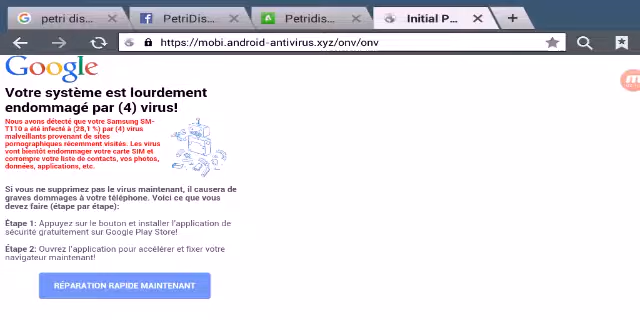 petri dis...
PetriDis...
Petridis...
Initial P...
https://mobi.android-antivirus.xyz/onv/onv
Google
Votre système est lourdement
endommagé par (4) virus!
Nous avons détecté que votre Samsung SM-
T110 a été infecté à (28,1 %) par (4) virus
malveillants provenant de sites
pornographiques récemment visités. Les virus
vont bientôt endommager votre carte SIM et
corrompre votre liste de contacts, vos photos,
données, applications, etc.
Si vous ne supprimez pas le virus maintenant, il causera de
graves dommages à votre téléphone. Voici ce que vous
devez faire (étape par étape):
Étape 1: Appuyez sur le bouton et installer l'application de
sécurité gratuitement sur Google Play Store!
Étape 2: Ouvrez l'application pour accélérer et fixer votre
navigateur maintenant!
RÉPARATION RAPIDE MAINTENANT